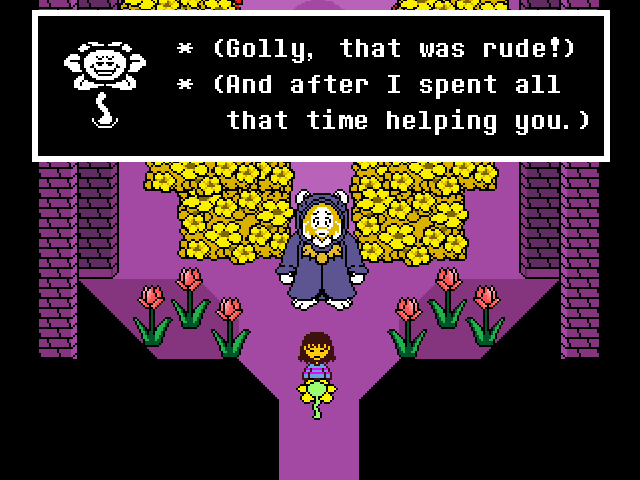 * (Golly, that was rude!)
* (And after I spent all
that time helping you.)